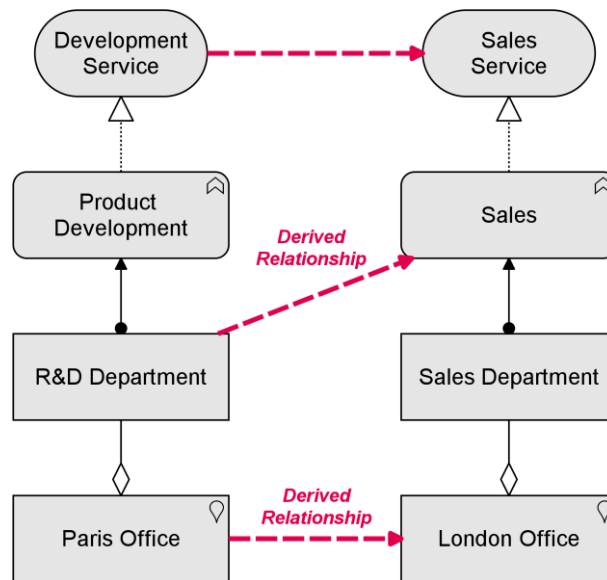 Development
Service
Sales
Service
Product
Development
Sales
Derived
Relationship
R&D Department
Sales Department
Derived
Relationship
Paris Office
London Office